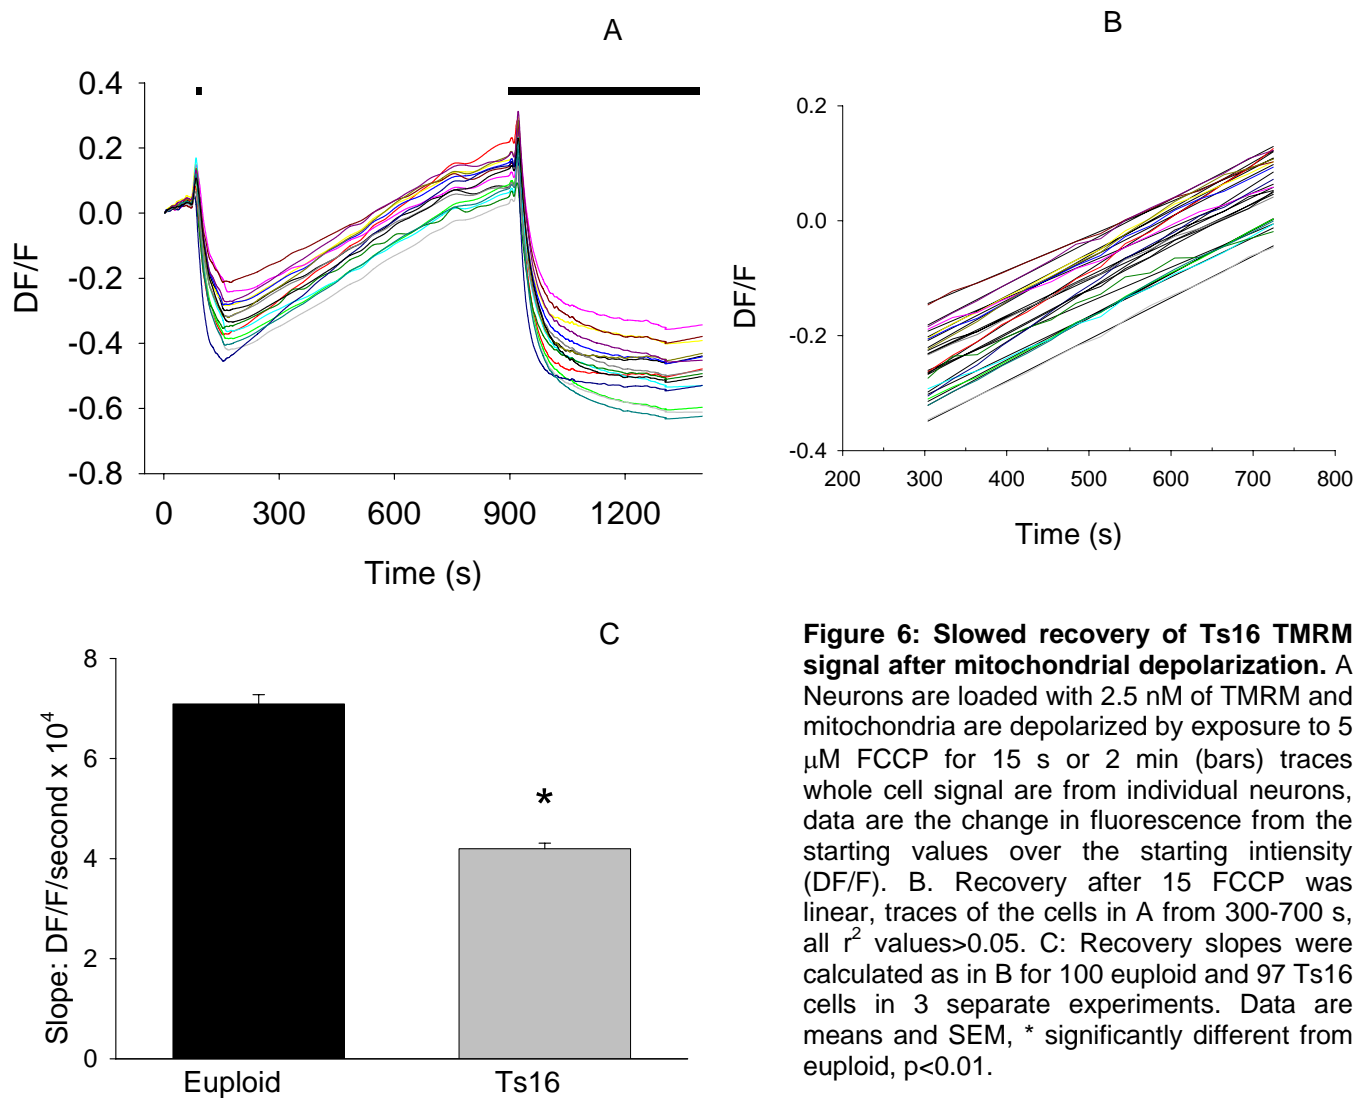 A
0.4
0.2
0.0
-0.2
-0.4
-0.6
-0.8
DF/F
0 300 600 900 1200
Time (s)
B
0.2
0.0
-0.2
-0.4
DF/F
200 300 400 500 600 700 800
Time (s)
C
8
6
4
2
0
Slope: DF/F/second x 10⁴
*
Euploid Ts16
Figure 6: Slowed recovery of Ts16 TMRM
signal after mitochondrial depolarization. A
Neurons are loaded with 2.5 nM of TMRM and
mitochondria are depolarized by exposure to 5
μM FCCP for 15 s or 2 min (bars) traces
whole cell signal are from individual neurons,
data are the change in fluorescence from the
starting values over the starting intiensity
(DF/F). B. Recovery after 15 FCCP was
linear, traces of the cells in A from 300-700 s,
all r² values>0.05. C: Recovery slopes were
calculated as in B for 100 euploid and 97 Ts16
cells in 3 separate experiments. Data are
means and SEM, * significantly different from
euploid, p<0.01.